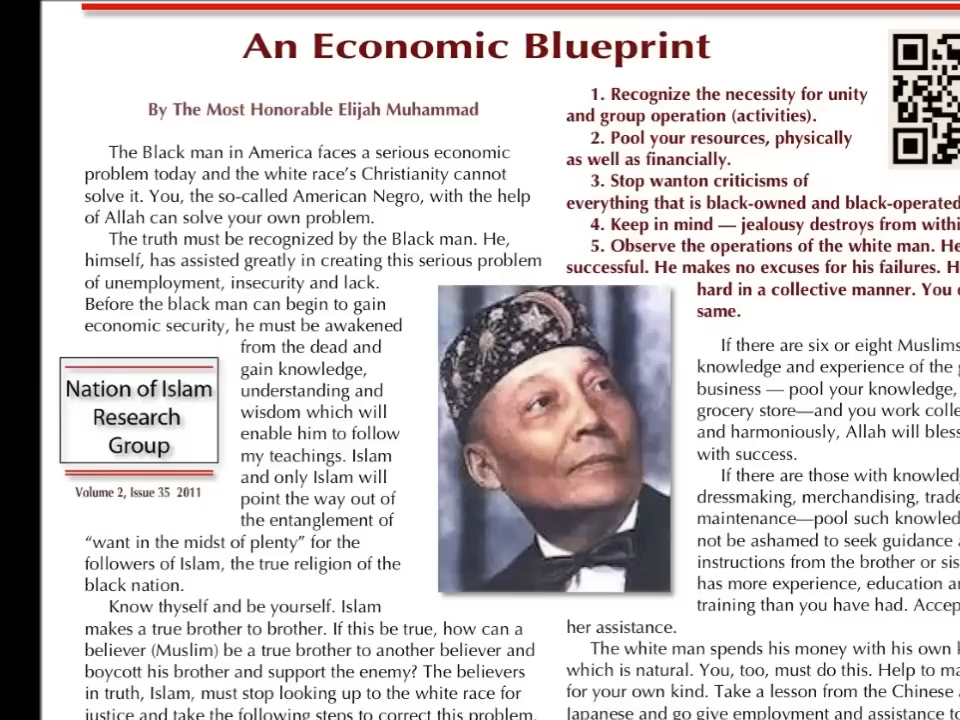 An Economic Blueprint
By The Most Honorable Elijah Muhammad
The Black man in America faces a serious economic
problem today and the white race's Christianity cannot
solve it. You, the so-called American Negro, with the help
of Allah can solve your own problem.
The truth must be recognized by the Black man. He,
himself, has assisted greatly in creating this serious problem
of unemployment, insecurity and lack.
Before the black man can begin to gain
economic security, he must be awakened
from the dead and
gain knowledge,
understanding and
wisdom which will
enable him to follow
my teachings. Islam
and only Islam will
point the way out of
the entanglement of
"want in the midst of plenty" for the
followers of Islam, the true religion of the
black nation.
Know thyself and be yourself. Islam
makes a true brother to brother. If this be true, how can a
believer (Muslim) be a true brother to another believer and
boycott his brother and support the enemy? The believers
in truth, Islam, must stop looking up to the white race for
justice and take the following steps to correct this problem.
Nation of Islam
Research
Group
Volume 2, Issue 35 2011
1. Recognize the necessity for unity
and group operation (activities).
2. Pool your resources, physically
as well as financially.
3. Stop wanton criticisms of
everything that is black-owned and black-operated
4. Keep in mind — jealousy destroys from
5. Observe the operations of the white man.
successful. He makes no excuses for his failures.
hard in a collective manner. You
same.
If there are six or eight Muslims
knowledge and experience of the
business — pool your knowledge,
grocery store—and you work
and harmoniously, Allah will
with success.
If there are those with
dressmaking, merchandising,
maintenance—pool such
not be ashamed to seek guidance
instructions from the brother or
has more experience, education
training than you have had.
her assistance.
The white man spends his money with his own
which is natural. You, too, must do this. Help to
for your own kind. Take a lesson from the Chinese
Japanese and go give employment and assistance to